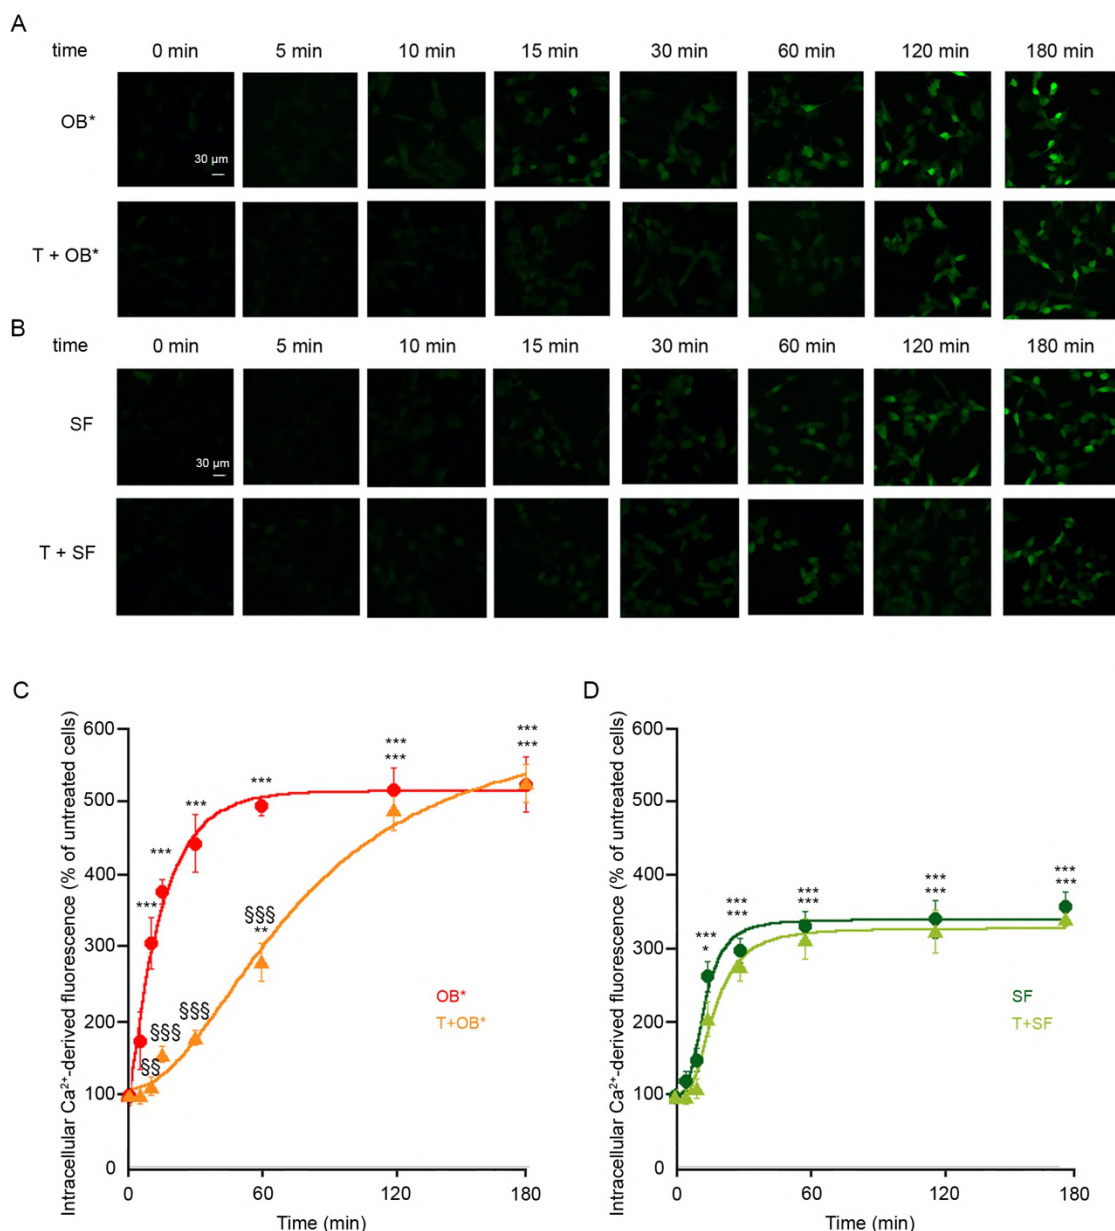 A
time 0 min 5 min 10 min 15 min 30 min 60 min 120 min 180 min
OB*
30 µm
T + OB*
B
time 0 min 5 min 10 min 15 min 30 min 60 min 120 min 180 min
SF
30 µm
T + SF
C
Intracellular Ca²⁺-derived fluorescence (% of untreated cells)
600
500
400
300
200
100
0
***
***
***
***
***
***
***
***
§§§
**
§§§
§§§
§§
OB*
T+OB*
0 60 120 180
Time (min)
D
Intracellular Ca²⁺-derived fluorescence (% of untreated cells)
600
500
400
300
200
100
0
***
*
***
***
***
***
***
***
***
***
SF
T+SF
0 60 120 180
Time (min)